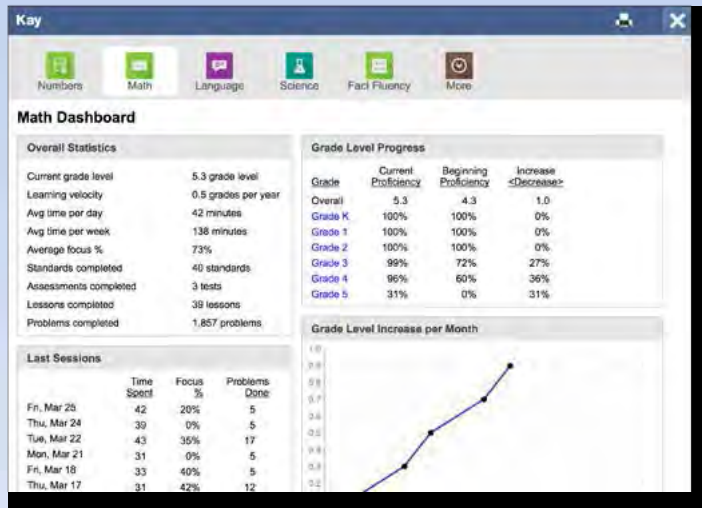 Kay
Numbers Math Language Science Fact Fluency More
Math Dashboard
Overall Statistics
Current grade level 5.3 grade level
Learning velocity 0.5 grades per year
Avg time per day 42 minutes
Avg time per week 138 minutes
Average focus % 73%
Standards completed 40 standards
Assessments completed 3 tests
Lessons completed 39 lessons
Problems completed 1,857 problems
Last Sessions
Time Spent Focus % Problems Done
Fri, Mar 25 42 20% 5
Thu, Mar 24 39 0% 5
Tue, Mar 22 43 35% 17
Mon, Mar 21 31 0% 5
Fri, Mar 18 33 40% 5
Thu, Mar 17 31 42% 12
Grade Level Progress
Current Beginning Increase
Grade Proficiency Proficiency <Decrease>
Overall 5.3 4.3 1.0
Grade K 100% 100% 0%
Grade 1 100% 100% 0%
Grade 2 100% 100% 0%
Grade 3 99% 72% 27%
Grade 4 96% 60% 36%
Grade 5 31% 0% 31%
Grade Level Increase per Month